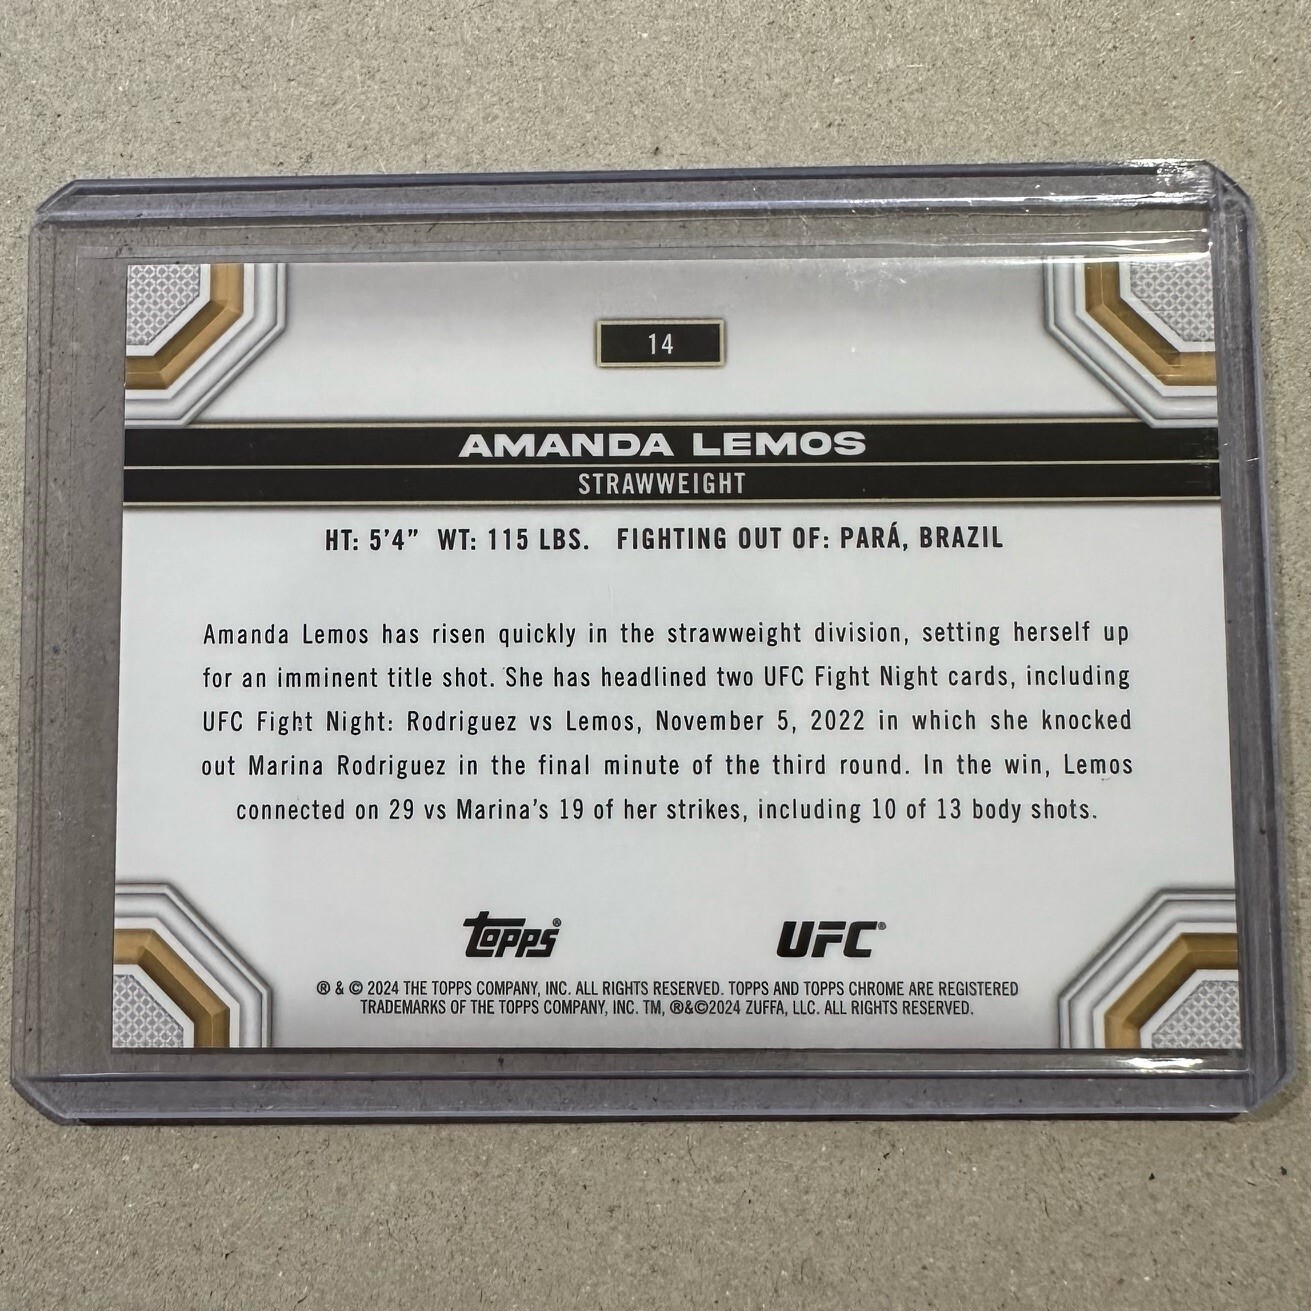 14
AMANDA LEMOS
STRAWWEIGHT
HT: 5'4” WT: 115 LBS. FIGHTING OUT OF: PARÁ, BRAZIL
Amanda Lemos has risen quickly in the strawweight division, setting herself up
for an imminent title shot. She has headlined two UFC Fight Night cards, including
UFC Fight Night: Rodriguez vs Lemos, November 5, 2022 in which she knocked
out Marina Rodriguez in the final minute of the third round. In the win, Lemos
connected on 29 vs Marina's 19 of her strikes, including 10 of 13 body shots.
Topps® UFC®
® & © 2024 THE TOPPS COMPANY, INC. ALL RIGHTS RESERVED. TOPPS AND TOPPS CHROME ARE REGISTERED
TRADEMARKS OF THE TOPPS COMPANY, INC. TM, ®&©2024 ZUFFA, LLC. ALL RIGHTS RESERVED.